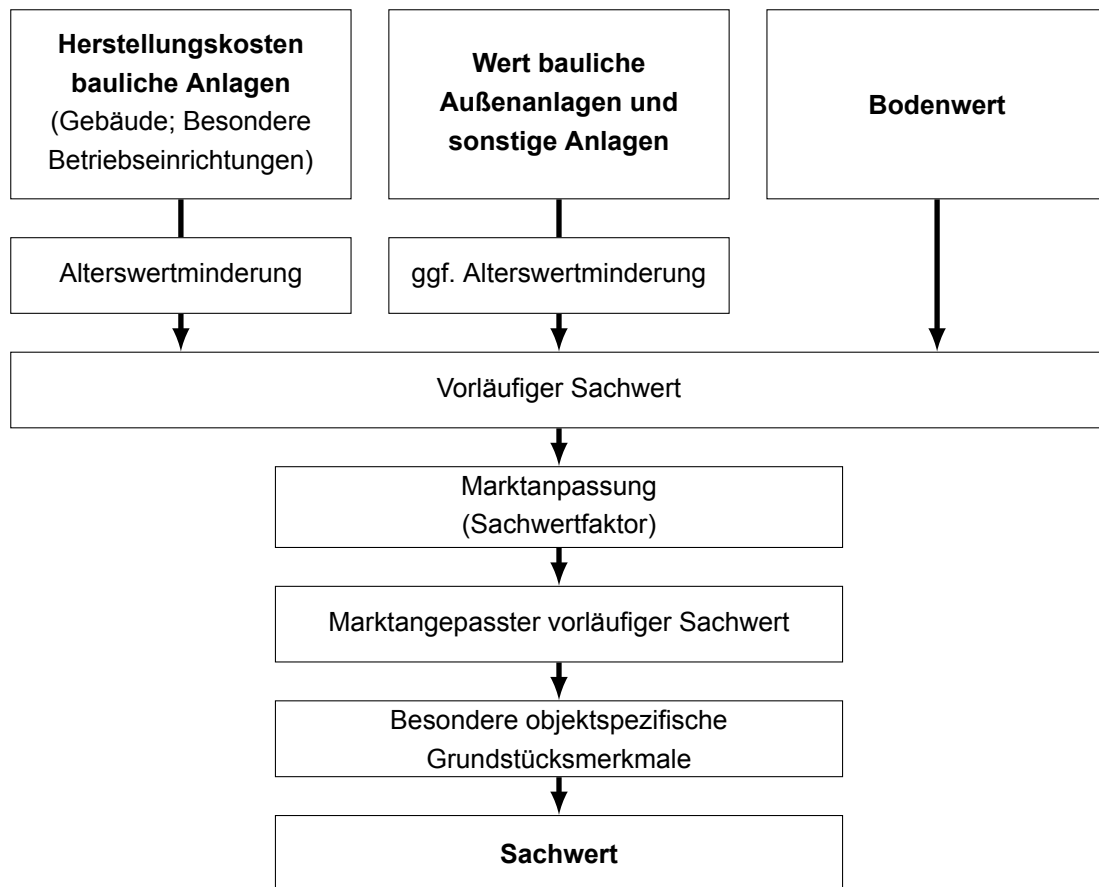 Herstellungskosten
bauliche Anlagen
(Gebäude; Besondere
Betriebseinrichtungen)
Wert bauliche
Außenanlagen und
sonstige Anlagen
Bodenwert
Alterswertminderung
ggf. Alterswertminderung
Vorläufiger Sachwert
Marktanpassung
(Sachwertfaktor)
Marktangepasster vorläufiger Sachwert
Besondere objektspezifische
Grundstücksmerkmale
Sachwert